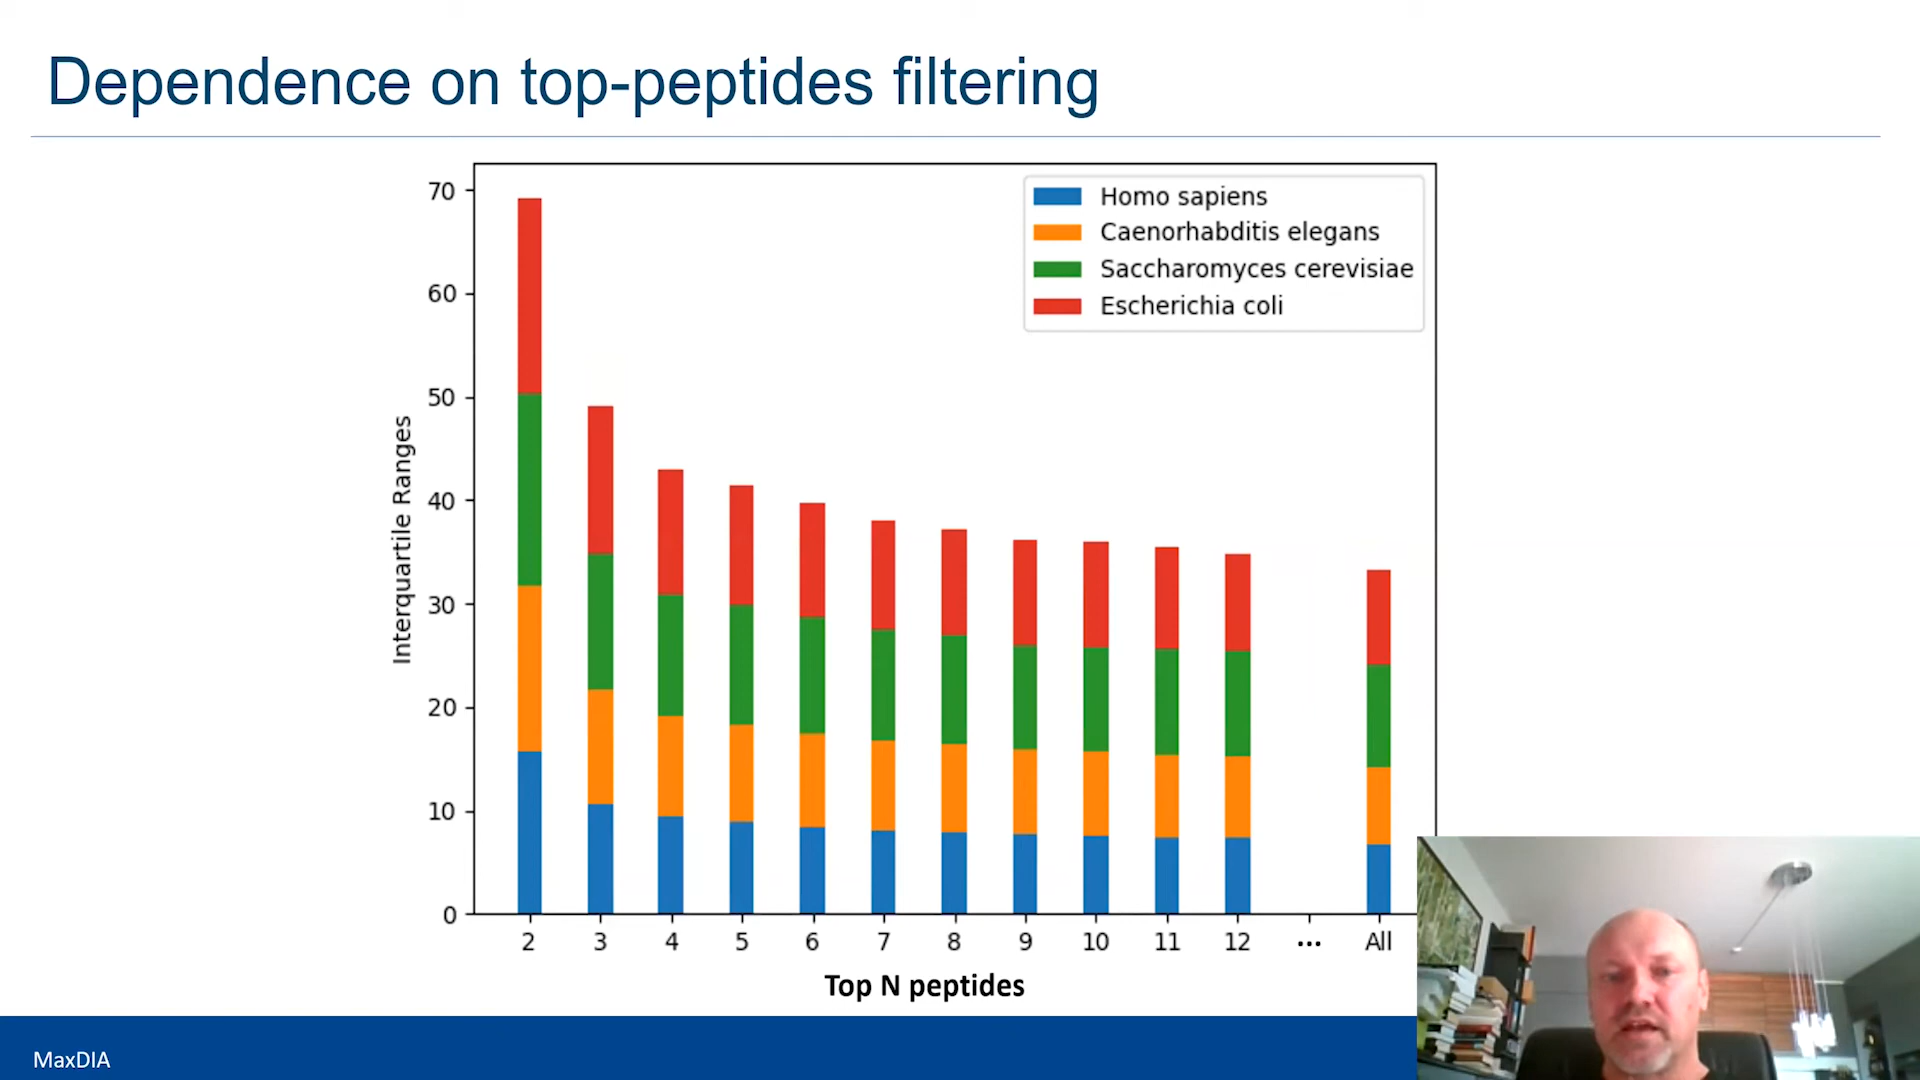 Dependence on top-peptides filtering
70
60
50
40
30
20
10
0
Interquartile Ranges
Homo sapiens
Caenorhabditis elegans
Saccharomyces cerevisiae
Escherichia coli
2 3 4 5 6 7 8 9 10 11 12 ... All
Top N peptides
MaxDIA